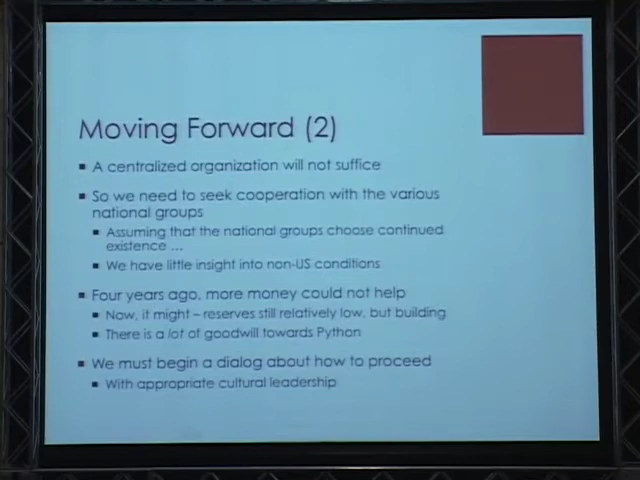 Moving Forward (2)
A centralized organization will not suffice
So we need to seek cooperation with the various
national groups
Assuming that the national groups choose continued
existence ...
We have little insight into non-US conditions
Four years ago, more money could not help
Now, it might – reserves still relatively low, but building
There is a lot of goodwill towards Python
We must begin a dialog about how to proceed
With appropriate cultural leadership